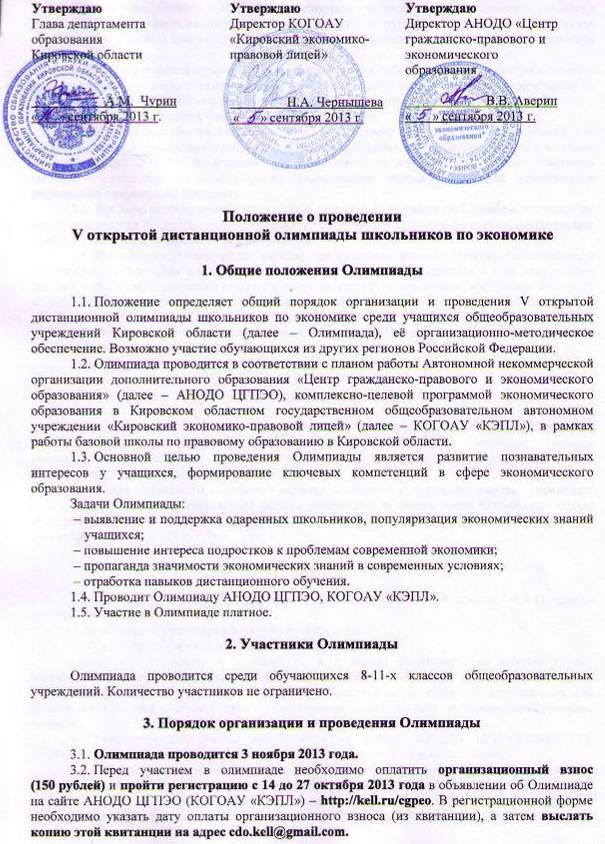 Утверждаю
Глава департамента
образования
Кировской области
А.М. Чурин
» сентября 2013 г.
Утверждаю
Директор КОГОАУ
«Кировский экономико-
правовой лицей»
Н.А. Чернышева
« 5 » сентября 2013 г.
Утверждаю
Директор АНОДО «Центр
гражданско-правового и
экономического
образования»
В.В. Аверин
« 5 » сентября 2013 г.
Положение о проведении
V открытой дистанционной олимпиады школьников по экономике
1. Общие положения Олимпиады
1.1. Положение определяет общий порядок организации и проведения V открытой
дистанционной олимпиады школьников по экономике среди учащихся общеобразовательных
учреждений Кировской области (далее – Олимпиада), её организационно-методическое
обеспечение. Возможно участие обучающихся из других регионов Российской Федерации.
1.2. Олимпиада проводится в соответствии с планом работы Автономной некоммерческой
организации дополнительного образования «Центр гражданско-правового и экономического
образования» (далее – АНОДО ЦГПЭО), комплексно-целевой программой экономического
образования в Кировском областном государственном общеобразовательном автономном
учреждении «Кировский экономико-правовой лицей» (далее – КОГОАУ «КЭПЛ»), в рамках
работы базовой школы по правовому образованию в Кировской области.
1.3. Основной целью проведения Олимпиады является развитие познавательных
интересов у учащихся, формирование ключевых компетенций в сфере экономического
образования.
Задачи Олимпиады:
– выявление и поддержка одаренных школьников, популяризация экономических знаний
учащихся;
– повышение интереса подростков к проблемам современной экономики;
– пропаганда значимости экономических знаний в современных условиях;
– отработка навыков дистанционного обучения.
1.4. Проводит Олимпиаду АНОДО ЦГПЭО, КОГОАУ «КЭПЛ».
1.5. Участие в Олимпиаде платное.
2. Участники Олимпиады
Олимпиада проводится среди обучающихся 8-11-х классов общеобразовательных
учреждений. Количество участников не ограничено.
3. Порядок организации и проведения Олимпиады
3.1. Олимпиада проводится 3 ноября 2013 года.
3.2. Перед участием в олимпиаде необходимо оплатить организационный взнос
(150 рублей) и пройти регистрацию с 14 до 27 октября 2013 года в объявлении об Олимпиаде
на сайте АНОДО ЦГПЭО (КОГОАУ «КЭПЛ») – http://kell.ru/cgpeo. В регистрационной форме
необходимо указать дату оплаты организационного взноса (из квитанции), а затем выслать
копию этой квитанции на адрес cdo.kell@gmail.com.